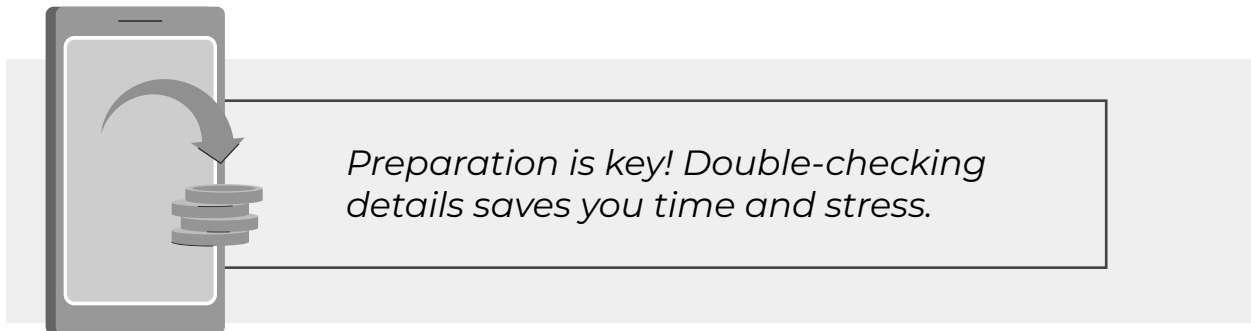 Preparation is key! Double-checking
details saves you time and stress.